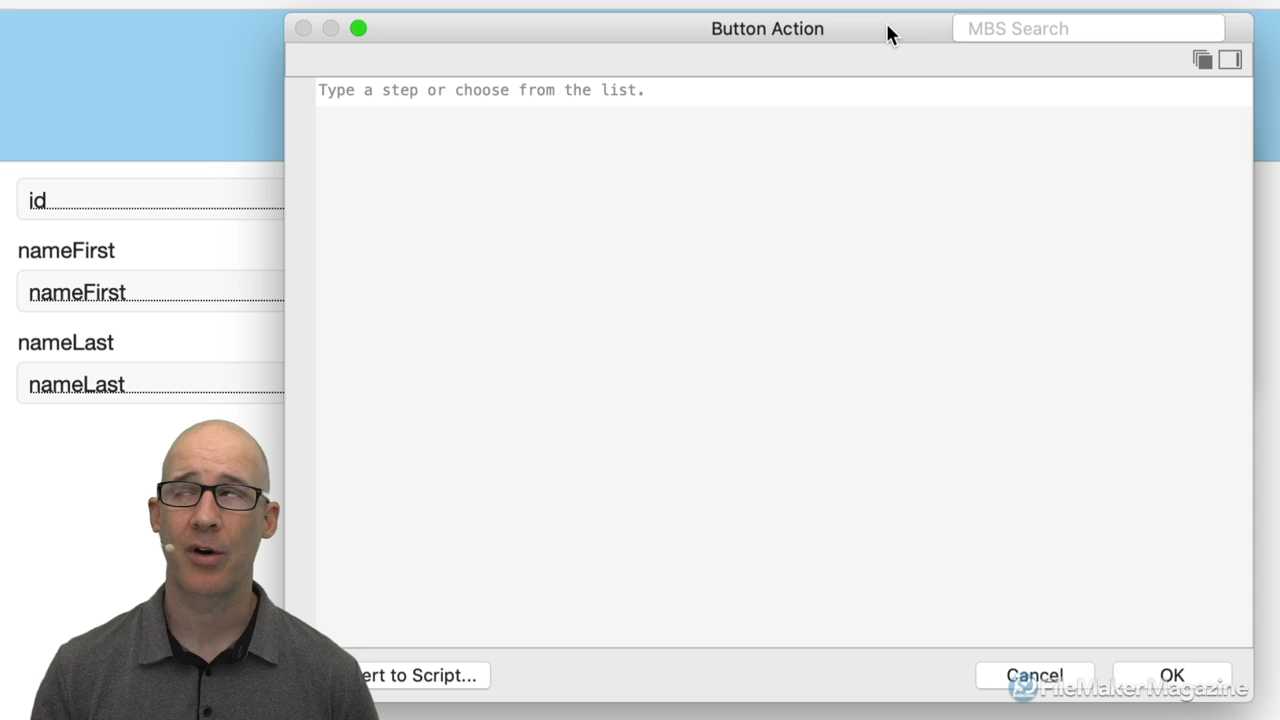 Button Action
MBS Search
Type a step or choose from the list.
id
nameFirst
nameFirst
nameLast
nameLast
ert to Script...
Cancel
OK
FileMakerMagazine